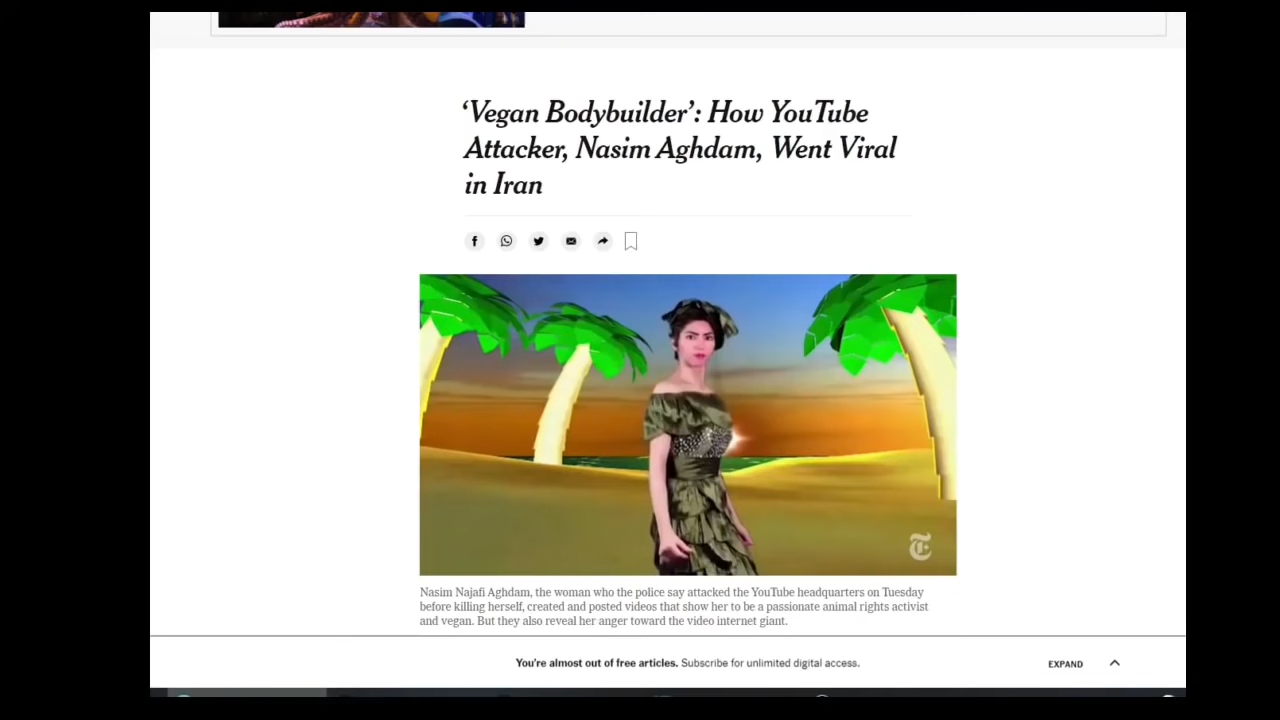 ‘Vegan Bodybuilder’: How YouTube
Attacker, Nasim Aghdam, Went Viral
in Iran
Nasim Najafi Aghdam, the woman who the police say attacked the YouTube headquarters on Tuesday
before killing herself, created and posted videos that show her to be a passionate animal rights activist
and vegan. But they also reveal her anger toward the video internet giant.
You're almost out of free articles. Subscribe for unlimited digital access.
EXPAND